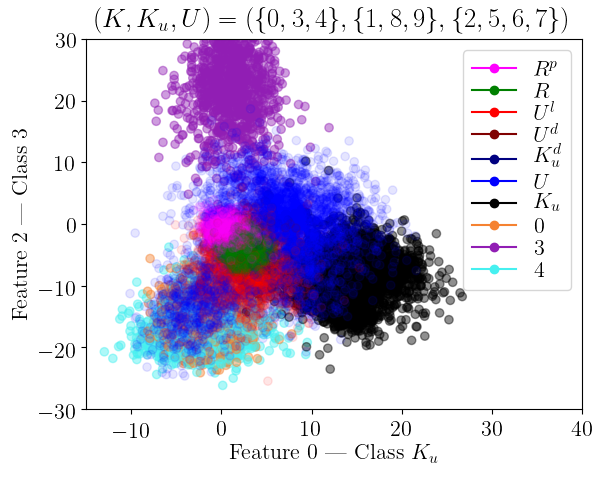 (K, K_u, U) = ({0, 3, 4}, {1, 8, 9}, {2, 5, 6, 7})
30
20
10
0
−10
−20
−30
Feature 2 — Class 3
R^p
R
U^l
U^d
K_u^d
U
K_u
0
3
4
−10 0 10 20 30 40
Feature 0 — Class K_u